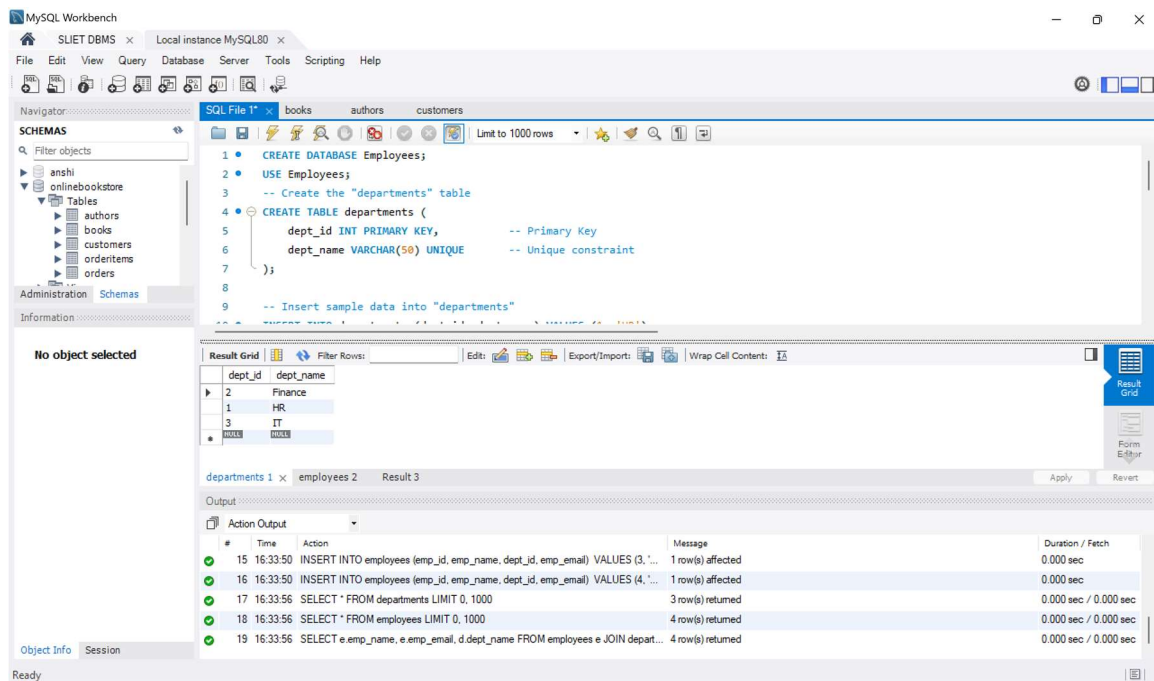 MySQL Workbench
SLIET DBMS × Local instance MySQL80 ×
File Edit View Query Database Server Tools Scripting Help
Navigator
SCHEMAS
Filter objects
anshi
onlinebookstore
Tables
authors
books
customers
orderitems
orders
Administration Schemas
Information
No object selected
Object Info Session
Ready
SQL File 1* × books authors customers
Limit to 1000 rows
1 CREATE DATABASE Employees;
2 USE Employees;
3 -- Create the "departments" table
4 CREATE TABLE departments (
5 dept_id INT PRIMARY KEY, -- Primary Key
6 dept_name VARCHAR(50) UNIQUE -- Unique constraint
7 );
8
9 -- Insert sample data into "departments"
Result Grid Filter Rows: Edit: Export/Import: Wrap Cell Content:
dept_id dept_name
2 Finance
1 HR
3 IT
NULL NULL
Result Grid
Form Editor
departments 1 × employees 2 Result 3
Apply Revert
Output
Action Output
# Time Action Message Duration / Fetch
15 16:33:50 INSERT INTO employees (emp_id, emp_name, dept_id, emp_email) VALUES (3, '... 1 row(s) affected 0.000 sec
16 16:33:50 INSERT INTO employees (emp_id, emp_name, dept_id, emp_email) VALUES (4, '... 1 row(s) affected 0.000 sec
17 16:33:56 SELECT * FROM departments LIMIT 0, 1000 3 row(s) returned 0.000 sec / 0.000 sec
18 16:33:56 SELECT * FROM employees LIMIT 0, 1000 4 row(s) returned 0.000 sec / 0.000 sec
19 16:33:56 SELECT e.emp_name, e.emp_email, d.dept_name FROM employees e JOIN depart... 4 row(s) returned 0.000 sec / 0.000 sec